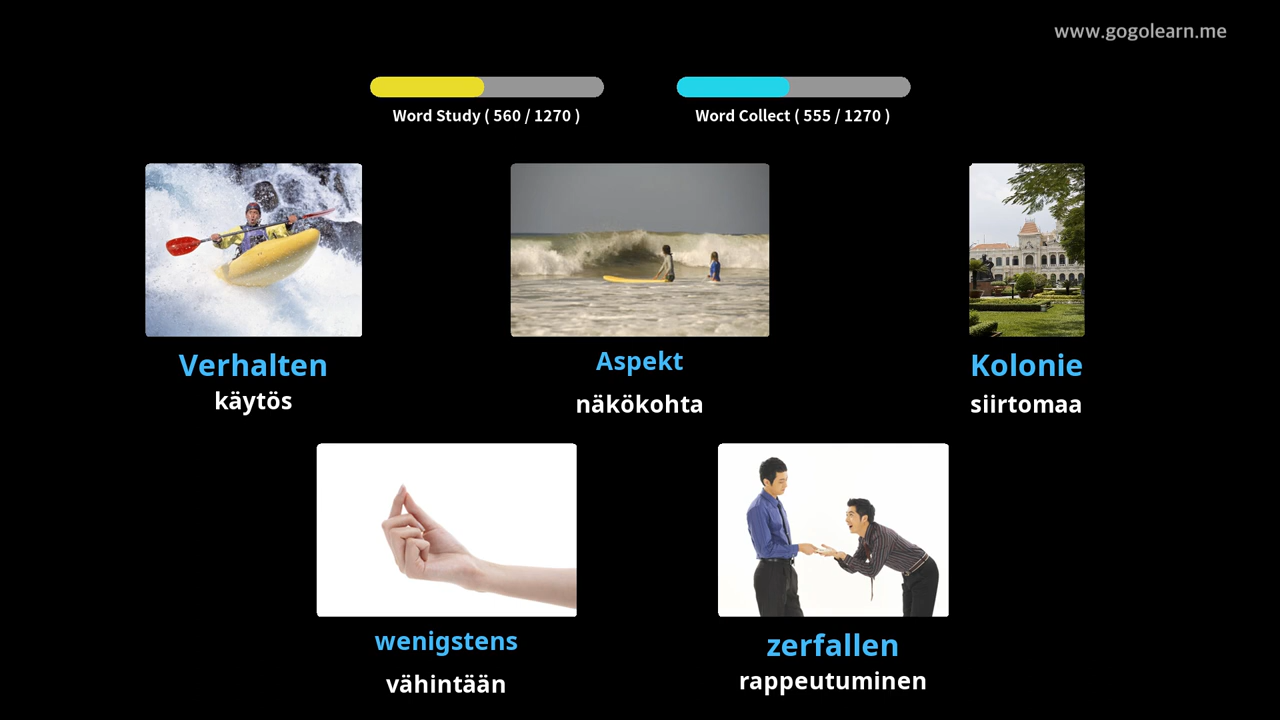 www.gogolearn.me
Word Study ( 560 / 1270 )
Word Collect ( 555 / 1270 )
Verhalten
käytös
Aspekt
näkökohta
Kolonie
siirtomaa
wenigstens
vähintään
zerfallen
rappeutuminen